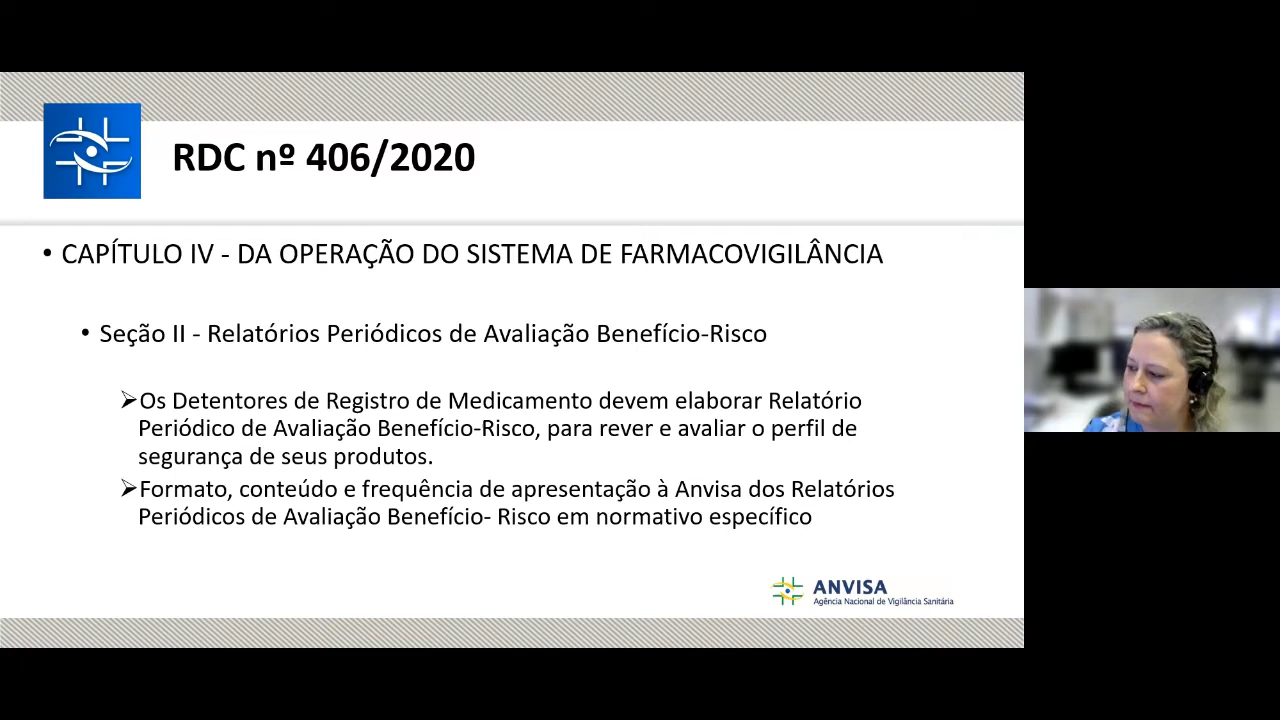 RDC nº 406/2020
• CAPÍTULO IV - DA OPERAÇÃO DO SISTEMA DE FARMACOVIGILÂNCIA
• Seção II - Relatórios Periódicos de Avaliação Benefício-Risco
➢Os Detentores de Registro de Medicamento devem elaborar Relatório
Periódico de Avaliação Benefício-Risco, para rever e avaliar o perfil de
segurança de seus produtos.
➢Formato, conteúdo e frequência de apresentação à Anvisa dos Relatórios
Periódicos de Avaliação Benefício- Risco em normativo específico
ANVISA
Agência Nacional de Vigilância Sanitária